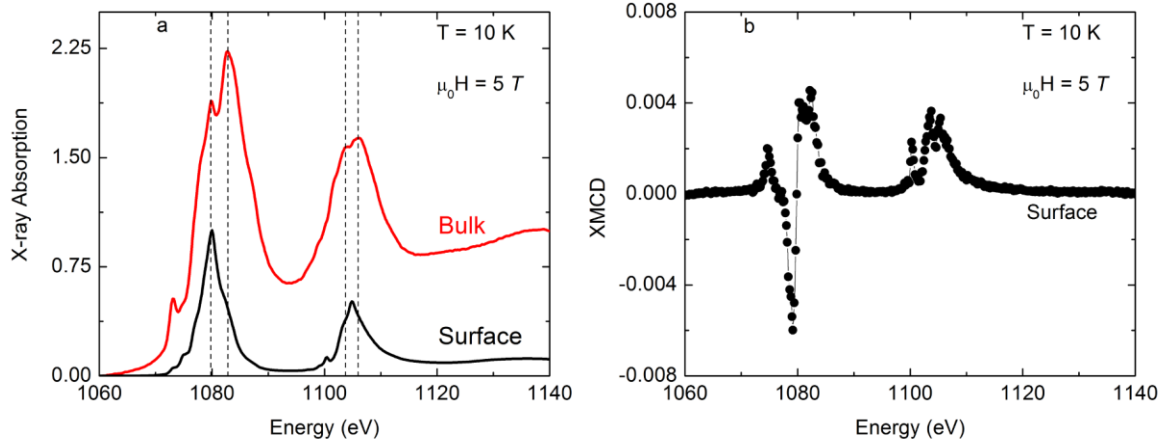 a
T = 10 K
μ₀H = 5 T
Bulk
Surface
2.25
1.50
0.75
0.00
X-ray Absorption
1060 1080 1100 1120 1140
Energy (eV)
b
T = 10 K
μ₀H = 5 T
Surface
0.008
0.004
0.000
-0.004
-0.008
XMCD
1060 1080 1100 1120 1140
Energy (eV)